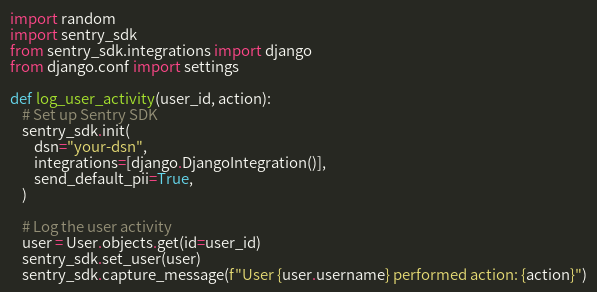 import random
import sentry_sdk
from sentry_sdk.integrations import django
from django.conf import settings

def log_user_activity(user_id, action):
    # Set up Sentry SDK
    sentry_sdk.init(
        dsn="your-dsn",
        integrations=[django.DjangoIntegration()],
        send_default_pii=True,
    )

    # Log the user activity
    user = User.objects.get(id=user_id)
    sentry_sdk.set_user(user)
    sentry_sdk.capture_message(f"User {user.username} performed action: {action}")